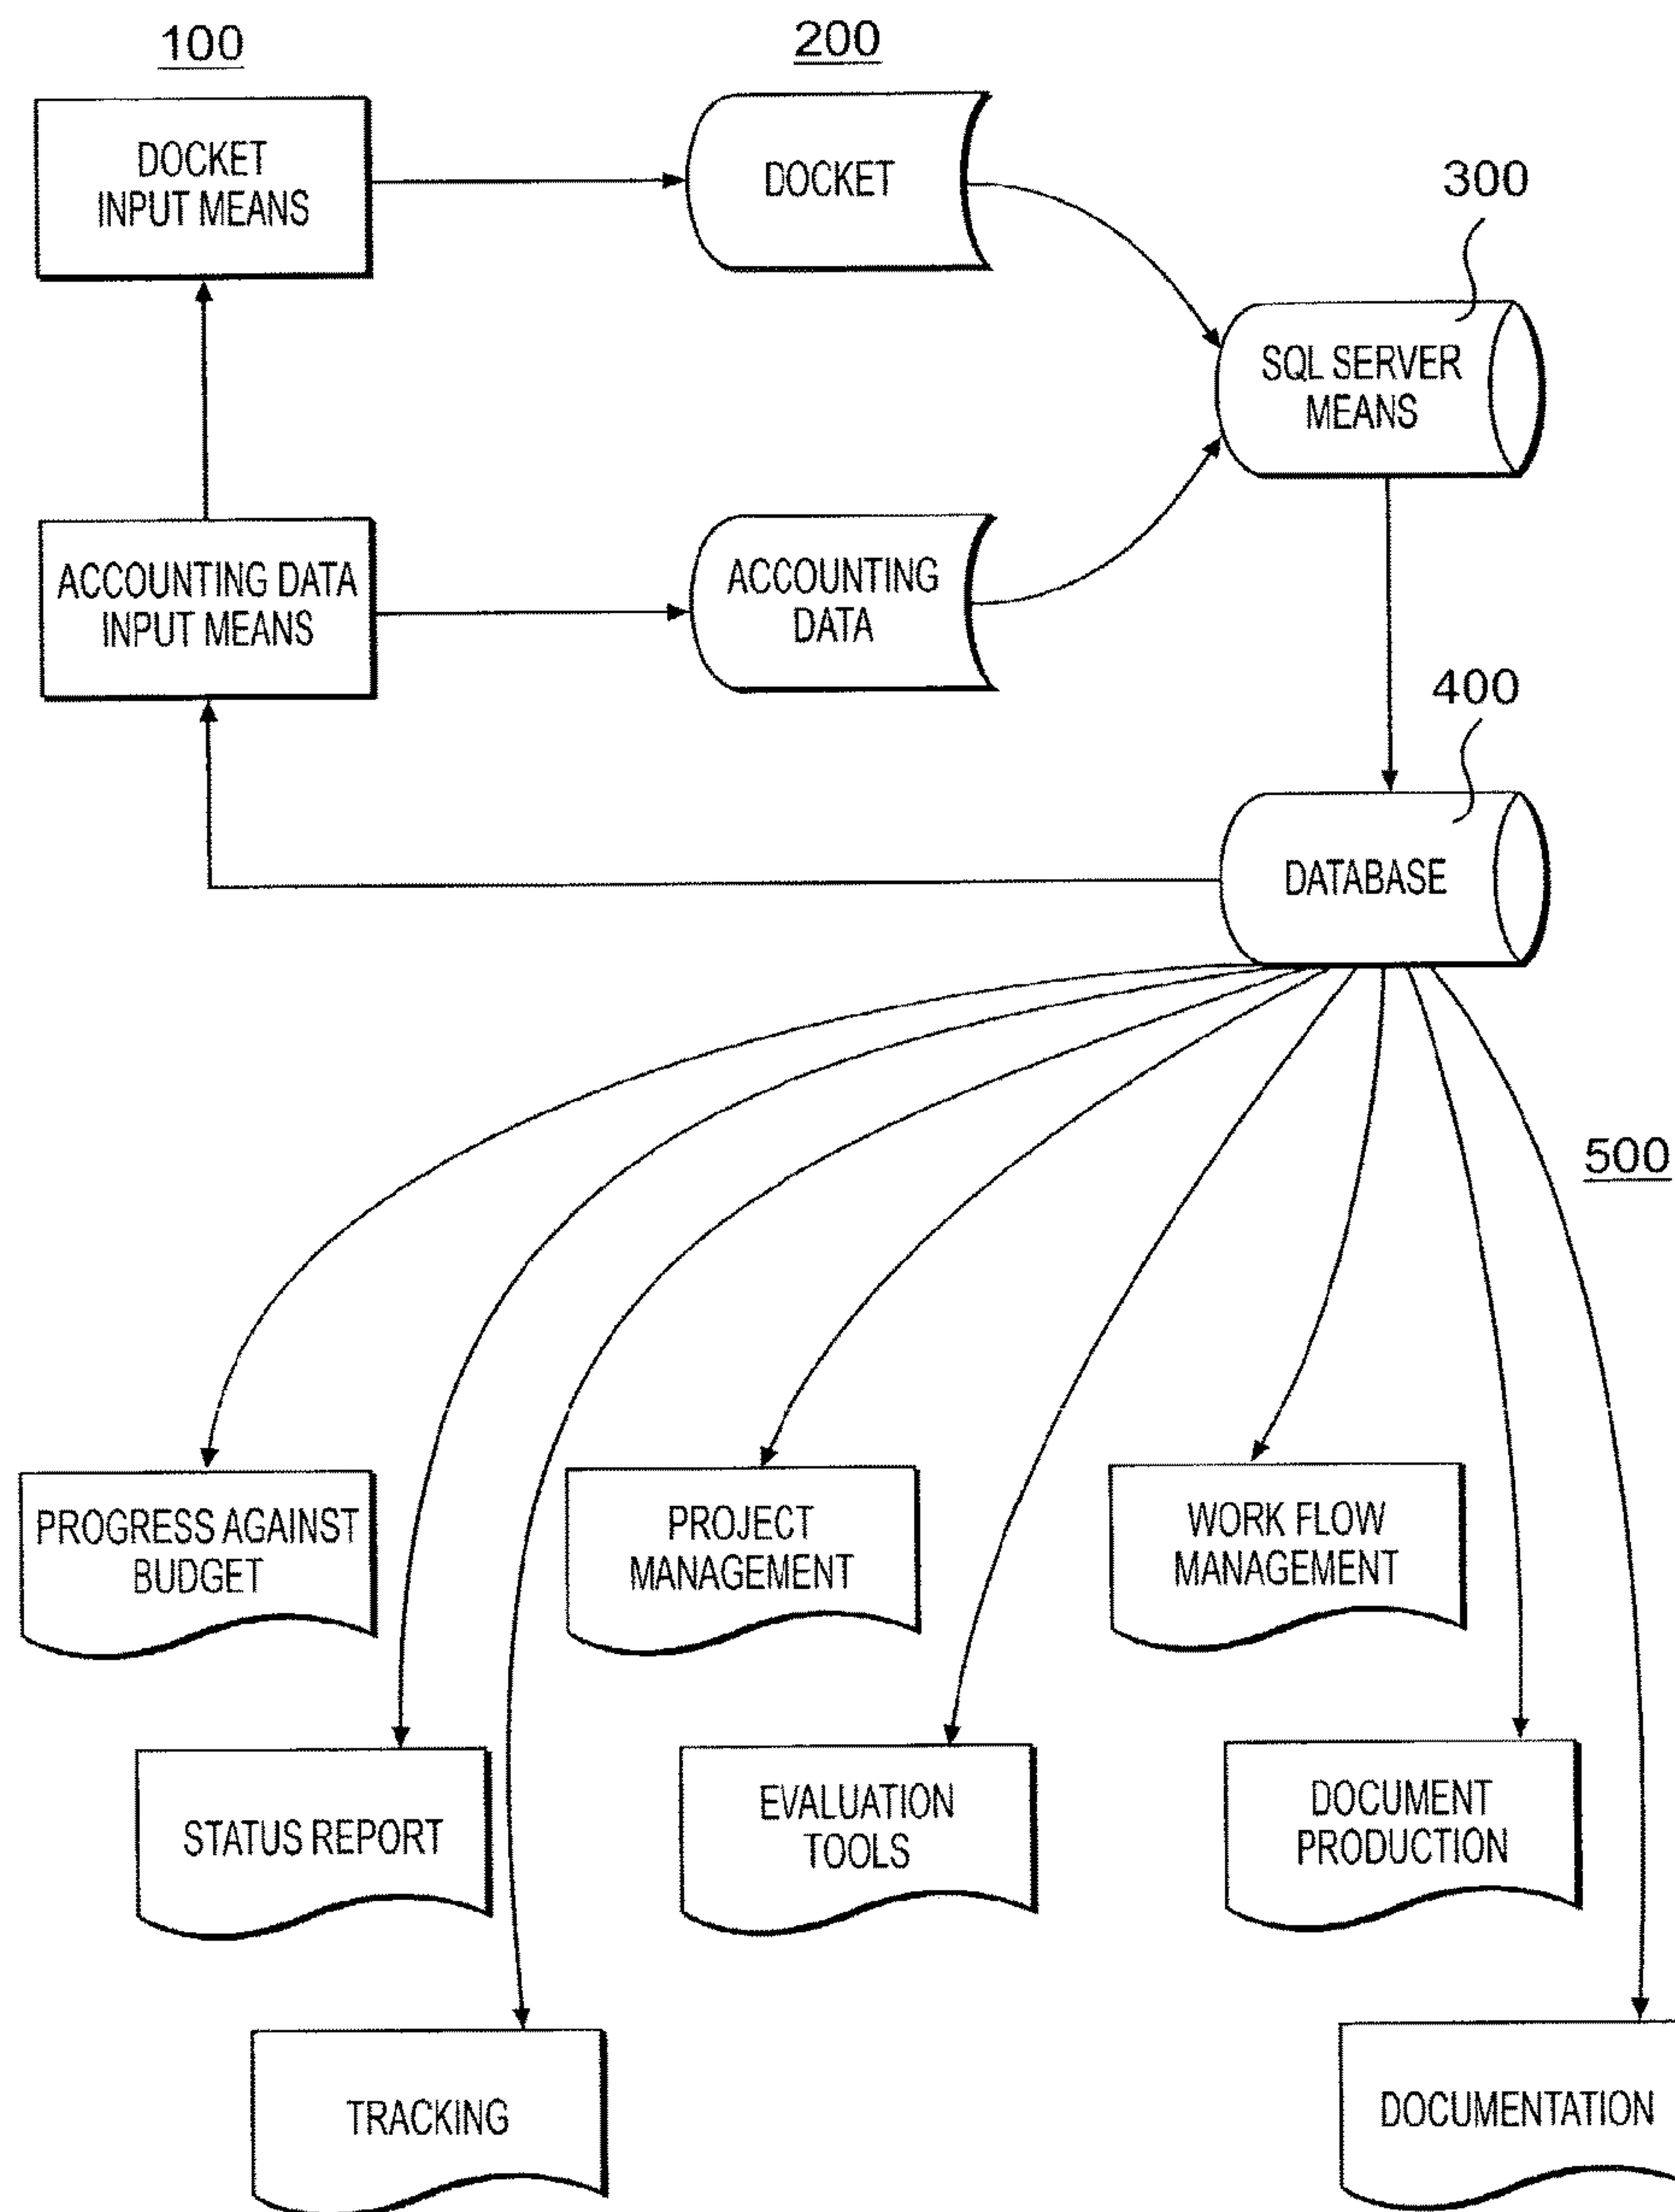 100
200
DOCKET
INPUT MEANS
DOCKET
300
SQL SERVER
MEANS
ACCOUNTING DATA
INPUT MEANS
ACCOUNTING
DATA
400
DATABASE
500
PROGRESS AGAINST
BUDGET
PROJECT
MANAGEMENT
WORK FLOW
MANAGEMENT
STATUS REPORT
EVALUATION
TOOLS
DOCUMENT
PRODUCTION
TRACKING
DOCUMENTATION